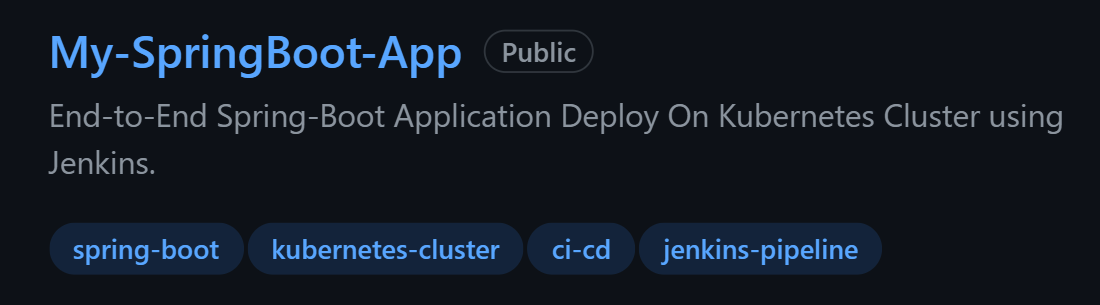 My-SpringBoot-App Public
End-to-End Spring-Boot Application Deploy On Kubernetes Cluster using
Jenkins.
spring-boot kubernetes-cluster ci-cd jenkins-pipeline